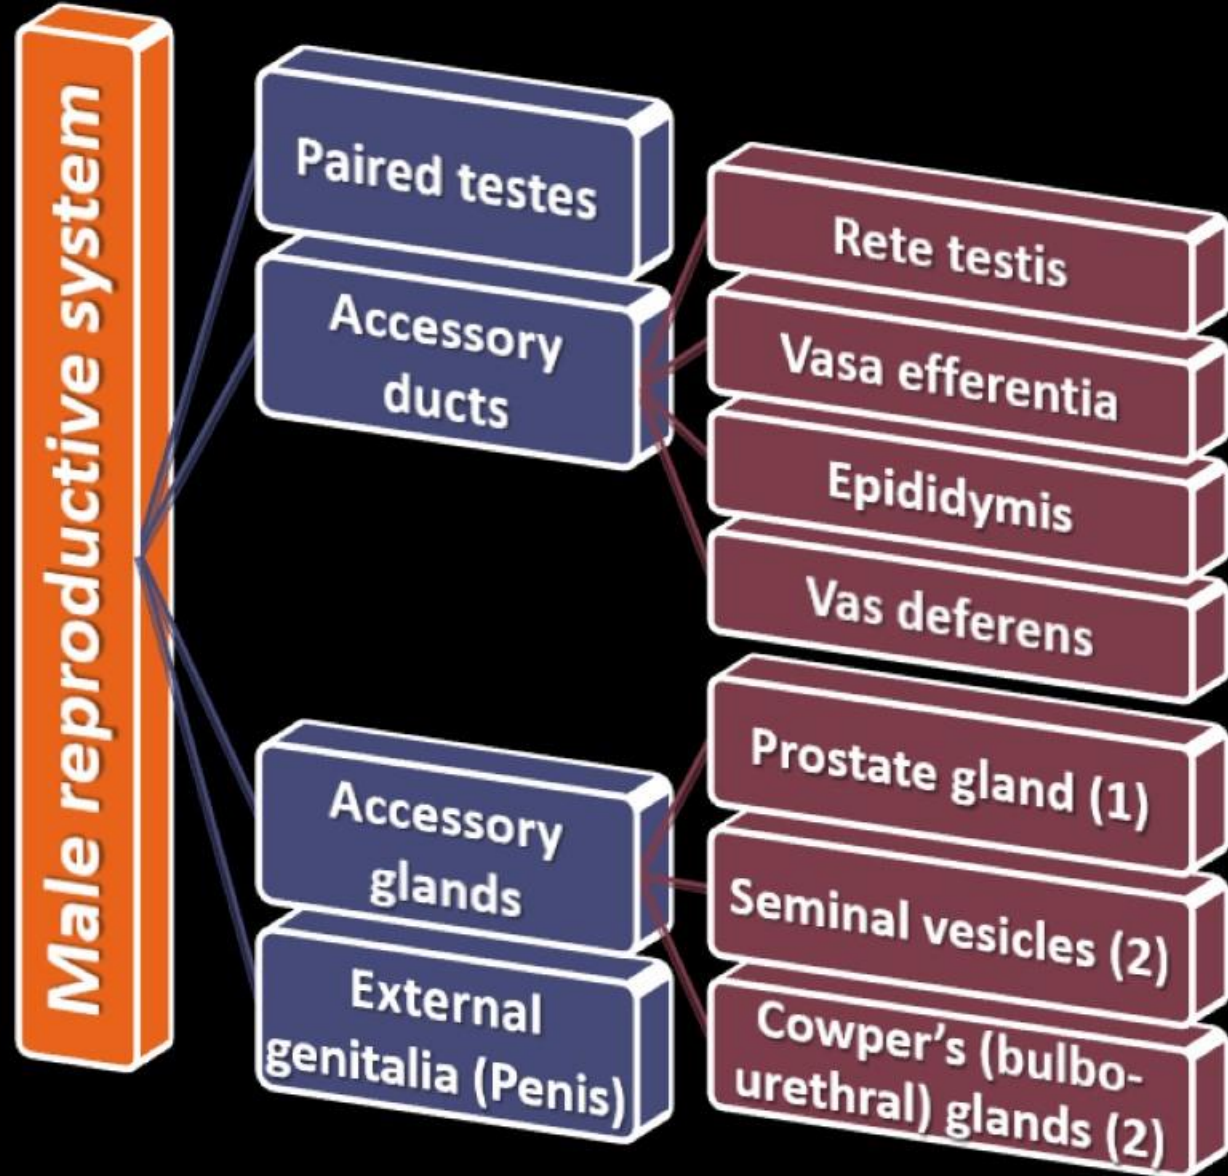 Male reproductive system
Paired testes
Accessory
ducts
Rete testis
Vasa efferentia
Epididymis
Vas deferens
Accessory
glands
Prostate gland (1)
Seminal vesicles (2)
Cowper’s (bulbo-
urethral) glands (2)
External
genitalia (Penis)